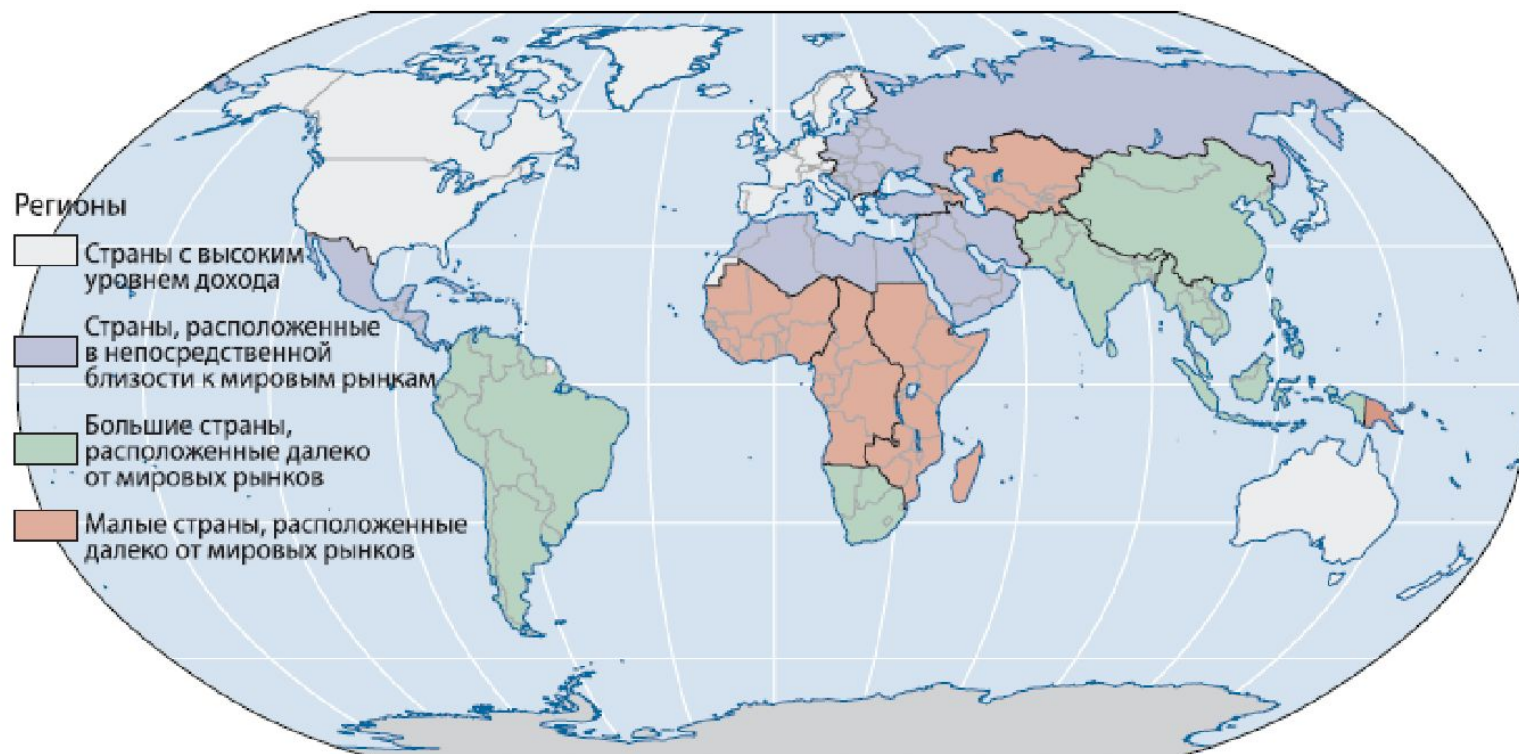 Регионы
Страны с высоким
уровнем дохода
Страны, расположенные
в непосредственной
близости к мировым рынкам
Большие страны,
расположенные далеко
от мировых рынков
Малые страны, расположенные
далеко от мировых рынков